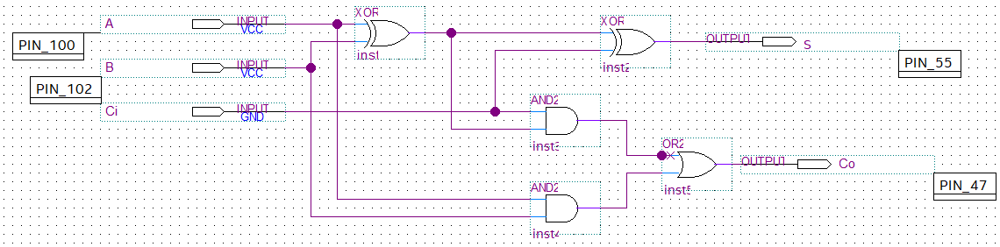 XOR
XOR
A
INPUT
VCC
OUTPUT
S
PIN_100
inst
B
INPUT
VCC
inst2
PIN_55
PIN_102
AND2
Ci
INPUT
GND
inst3
OR2
OUTPUT
Co
AND2
inst5
PIN_47
inst4